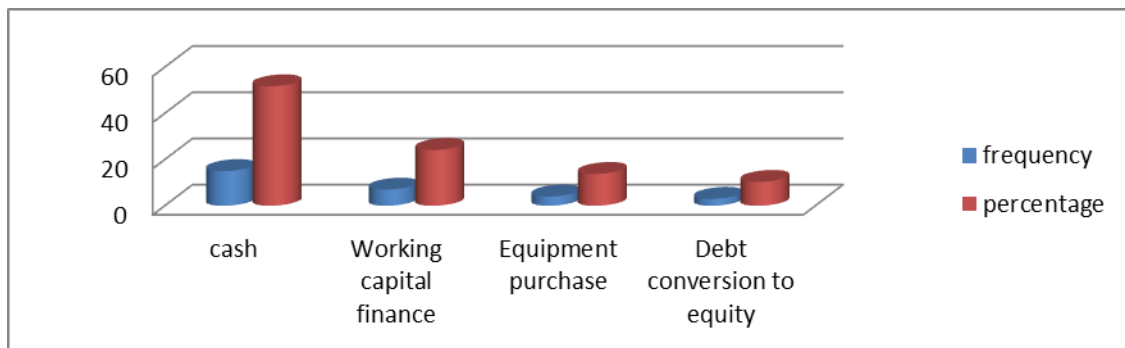 60
40
20
0
cash
Working
capital
finance
Equipment
purchase
Debt
conversion to
equity
frequency
percentage